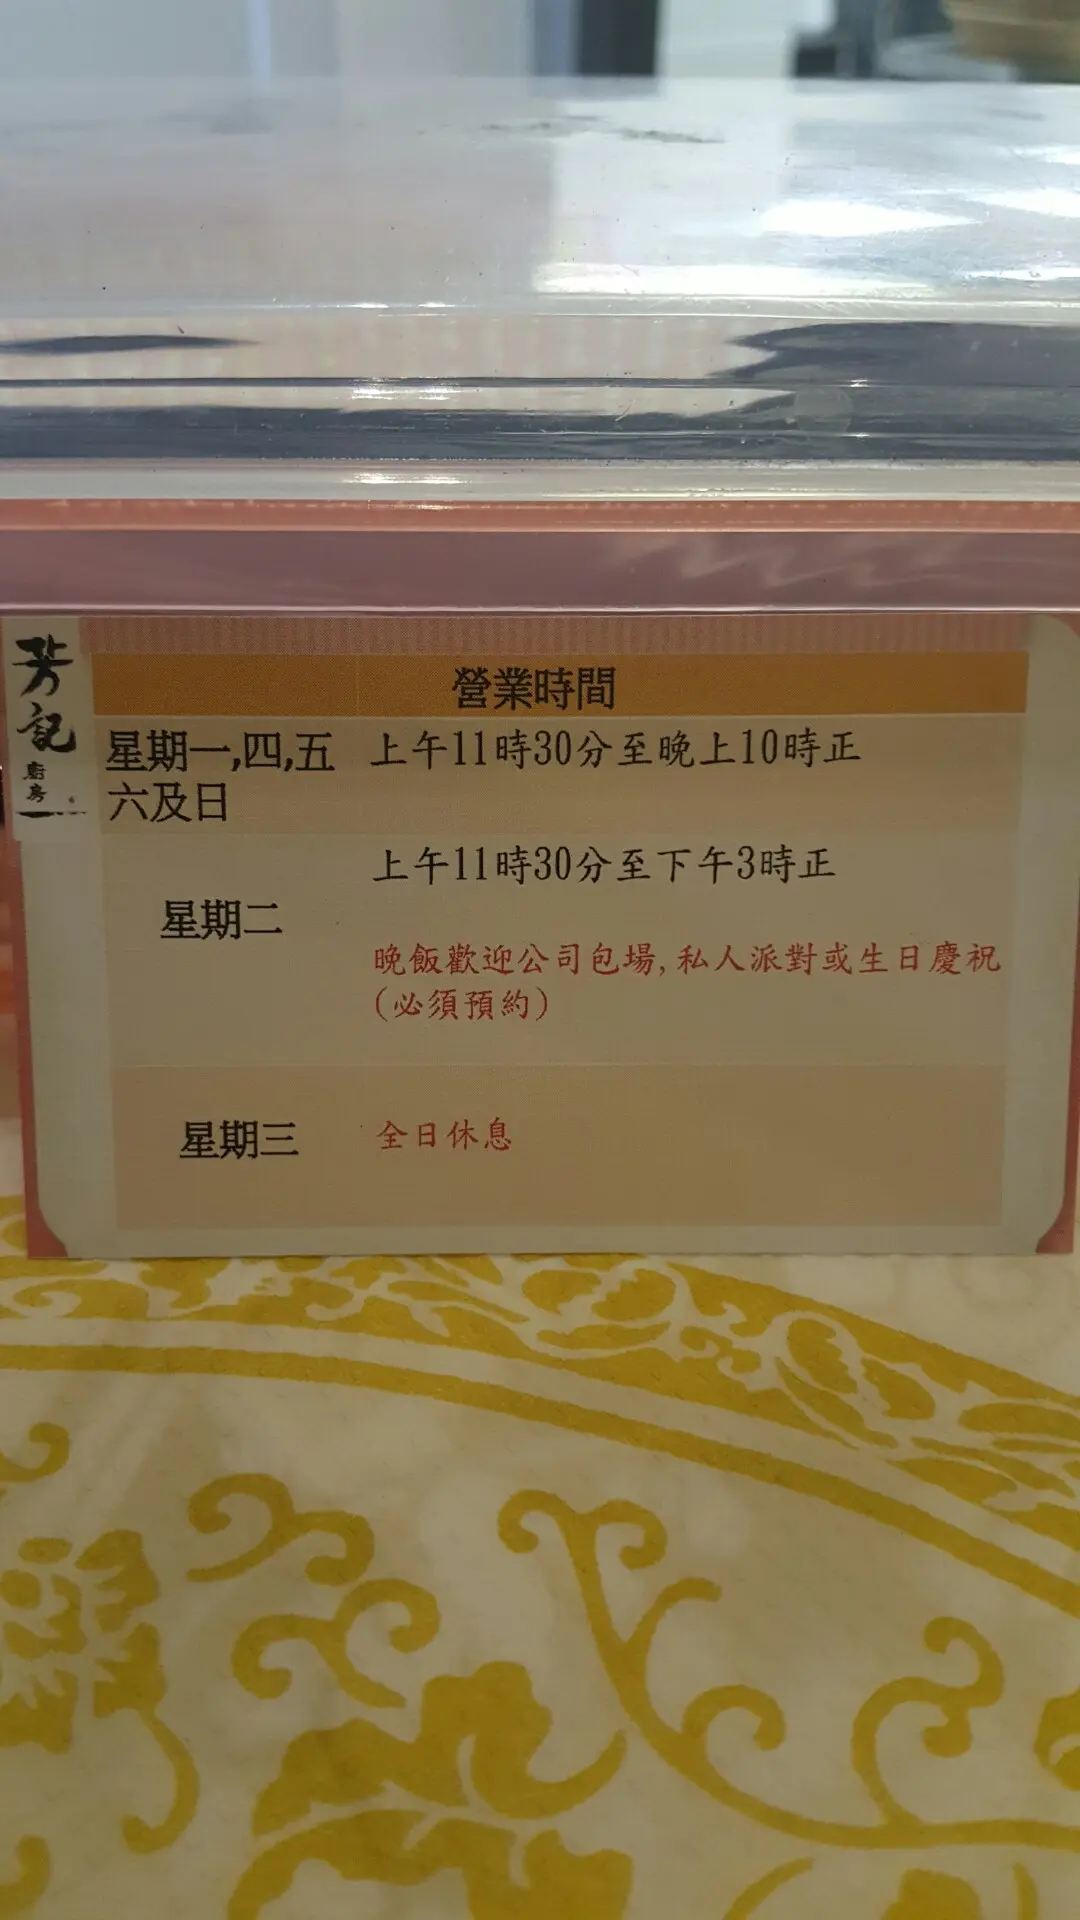 芳記
廚房
營業時間
星期一,四,五 上午11時30分至晚上10時正
六及日
上午11時30分至下午3時正
星期二
晚飯歡迎公司包場,私人派對或生日慶祝
(必須預約)
星期三 全日休息